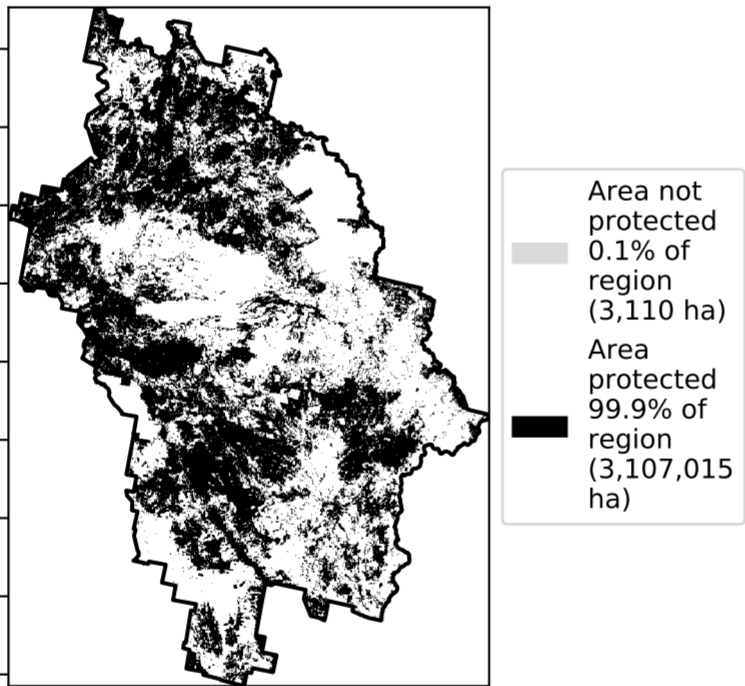 Area not
protected
0.1% of
region
(3,110 ha)
Area
protected
99.9% of
region
(3,107,015
ha)